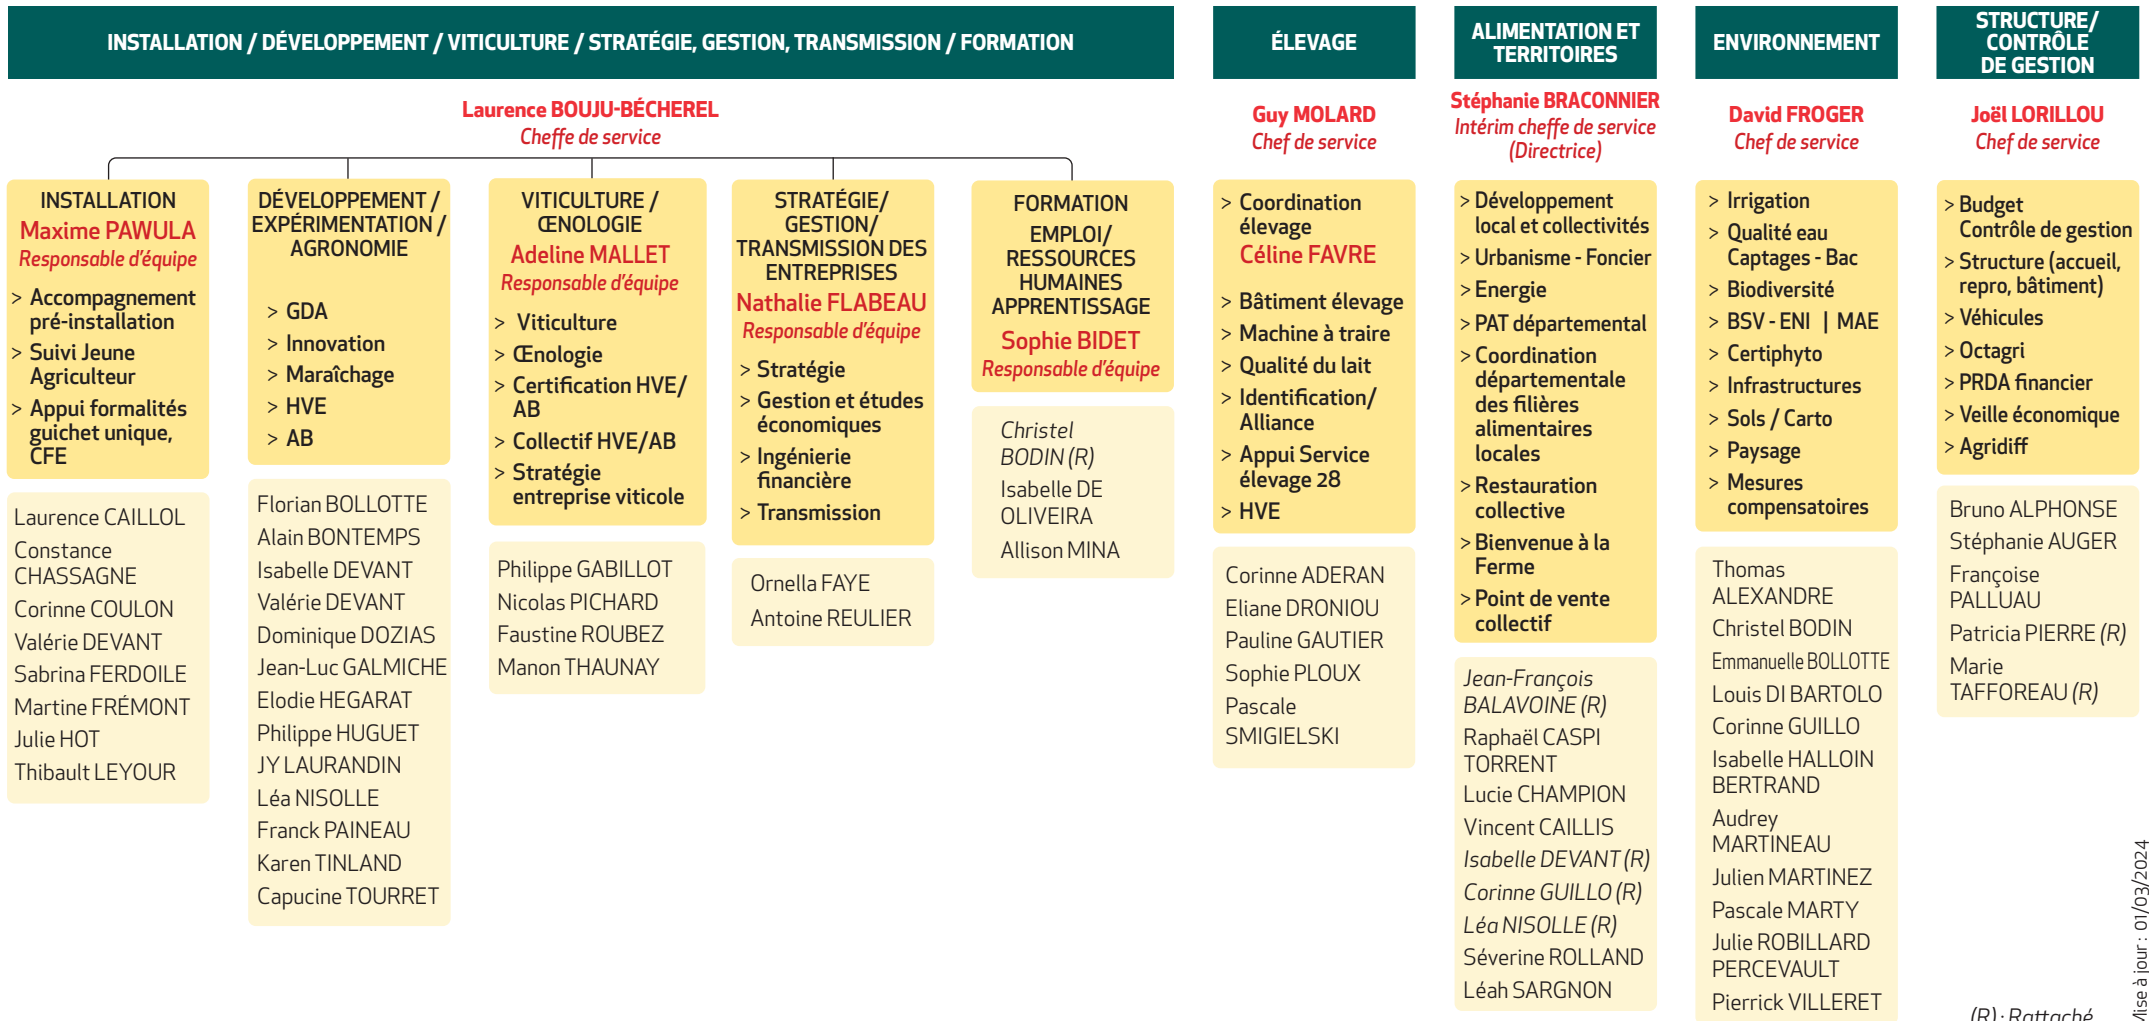 INSTALLATION / DÉVELOPPEMENT / VITICULTURE / STRATÉGIE, GESTION, TRANSMISSION / FORMATION
Laurence BOUJU-BÉCHEREL
Cheffe de service
INSTALLATION
Maxime PAWULA
Responsable d'équipe
> Accompagnement
pré-installation
> Suivi Jeune
Agriculteur
> Appui formalités
guichet unique,
CFE
Laurence CAILLOL
Constance
CHASSAGNE
Corinne COULON
Valérie DEVANT
Sabrina FERDOILE
Martine FRÉMONT
Julie HOT
Thibault LEYOUR
DÉVELOPPEMENT /
EXPÉRIMENTATION /
AGRONOMIE
> GDA
> Innovation
> Maraîchage
> HVE
> AB
Florian BOLLOTTE
Alain BONTEMPS
Isabelle DEVANT
Valérie DEVANT
Dominique DOZIAS
Jean-Luc GALMICHE
Elodie HEGARAT
Philippe HUGUET
JY LAURANDIN
Léa NISOLLE
Franck PAINEAU
Karen TINLAND
Capucine TOURRET
VITICULTURE /
ŒNOLOGIE
Adeline MALLET
Responsable d'équipe
> Viticulture
> Œnologie
> Certification HVE/
AB
> Collectif HVE/AB
> Stratégie
entreprise viticole
Philippe GABILLOT
Nicolas PICHARD
Faustine ROUBEZ
Manon THAUNAY
STRATÉGIE/
GESTION/
TRANSMISSION DES
ENTREPRISES
Nathalie FLABEAU
Responsable d'équipe
> Stratégie
> Gestion et études
économiques
> Ingénierie
financière
> Transmission
Ornella FAYE
Antoine REULIER
FORMATION
EMPLOI/
RESSOURCES
HUMAINES
APPRENTISSAGE
Sophie BIDET
Responsable d'équipe
Christel
BODIN (R)
Isabelle DE
OLIVEIRA
Allison MINA
ÉLEVAGE
Guy MOLARD
Chef de service
> Coordination
élevage
Céline FAVRE
> Bâtiment élevage
> Machine à traire
> Qualité du lait
> Identification/
Alliance
> Appui Service
élevage 28
> HVE
Corinne ADERAN
Eliane DRONIOU
Pauline GAUTIER
Sophie PLOUX
Pascale
SMIGIELSKI
ALIMENTATION ET
TERRITOIRES
Stéphanie BRACONNIER
Intérim cheffe de service
(Directrice)
> Développement
local et collectivités
> Urbanisme - Foncier
> Energie
> PAT départemental
> Coordination
départementale
des filières
alimentaires
locales
> Restauration
collective
> Bienvenue à la
Ferme
> Point de vente
collectif
Jean-François
BALAVOINE (R)
Raphaël CASPI
TORRENT
Lucie CHAMPION
Vincent CAILLIS
Isabelle DEVANT (R)
Corinne GUILLO (R)
Léa NISOLLE (R)
Séverine ROLLAND
Léah SARGNON
ENVIRONNEMENT
David FROGER
Chef de service
> Irrigation
> Qualité eau
Captages - Bac
> Biodiversité
> BSV - ENI | MAE
> Certiphyto
> Infrastructures
> Sols / Carto
> Paysage
> Mesures
compensatoires
Thomas
ALEXANDRE
Christel BODIN
Emmanuelle BOLLOTTE
Louis DI BARTOLO
Corinne GUILLO
Isabelle HALLOIN
BERTRAND
Audrey
MARTINEAU
Julien MARTINEZ
Pascale MARTY
Julie ROBILLARD
PERCEVAULT
Pierrick VILLERET
STRUCTURE/
CONTRÔLE
DE GESTION
Joël LORILLOU
Chef de service
> Budget
Contrôle de gestion
> Structure (accueil,
repro, bâtiment)
> Véhicules
> Octagri
> PRDA financier
> Veille économique
> Agridiff
Bruno ALPHONSE
Stéphanie AUGER
Françoise
PALLUAU
Patricia PIERRE (R)
Marie
TAFFOREAU (R)
(R) : Rattaché
Mise à jour : 01/03/2024